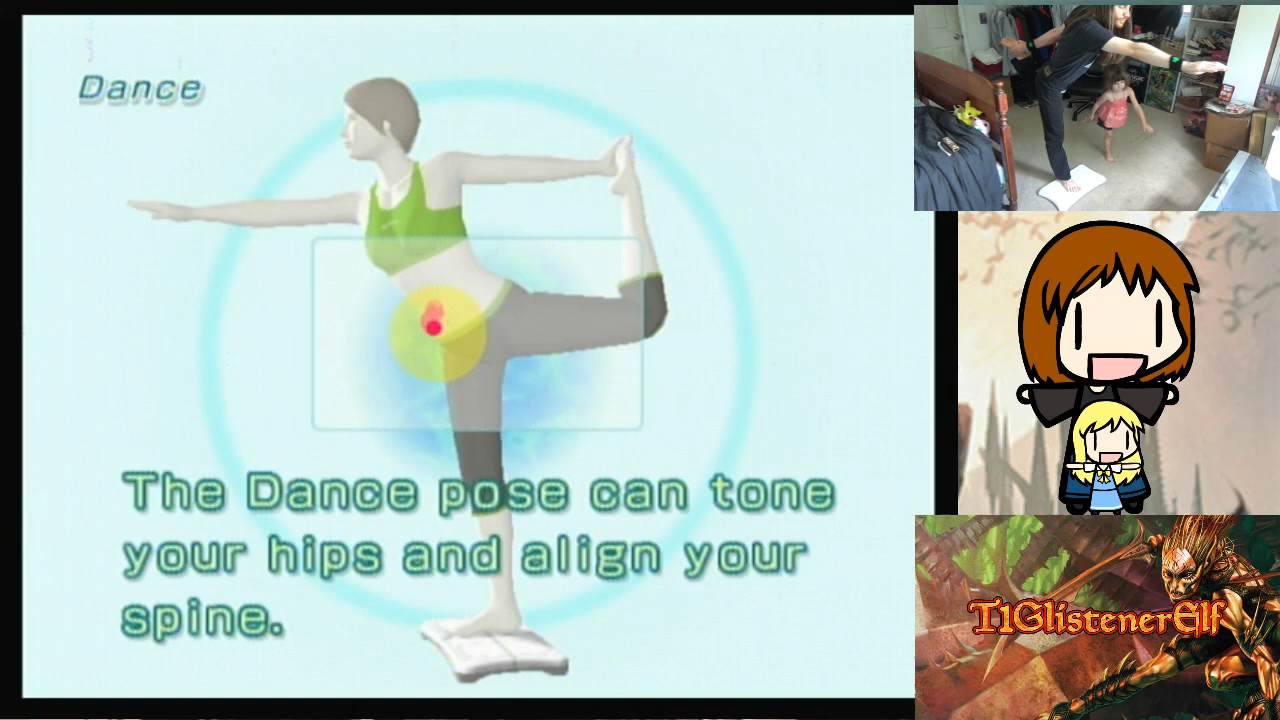 Dance
The Dance pose can tone
your hips and align your
spine.
T1GlistenerElf